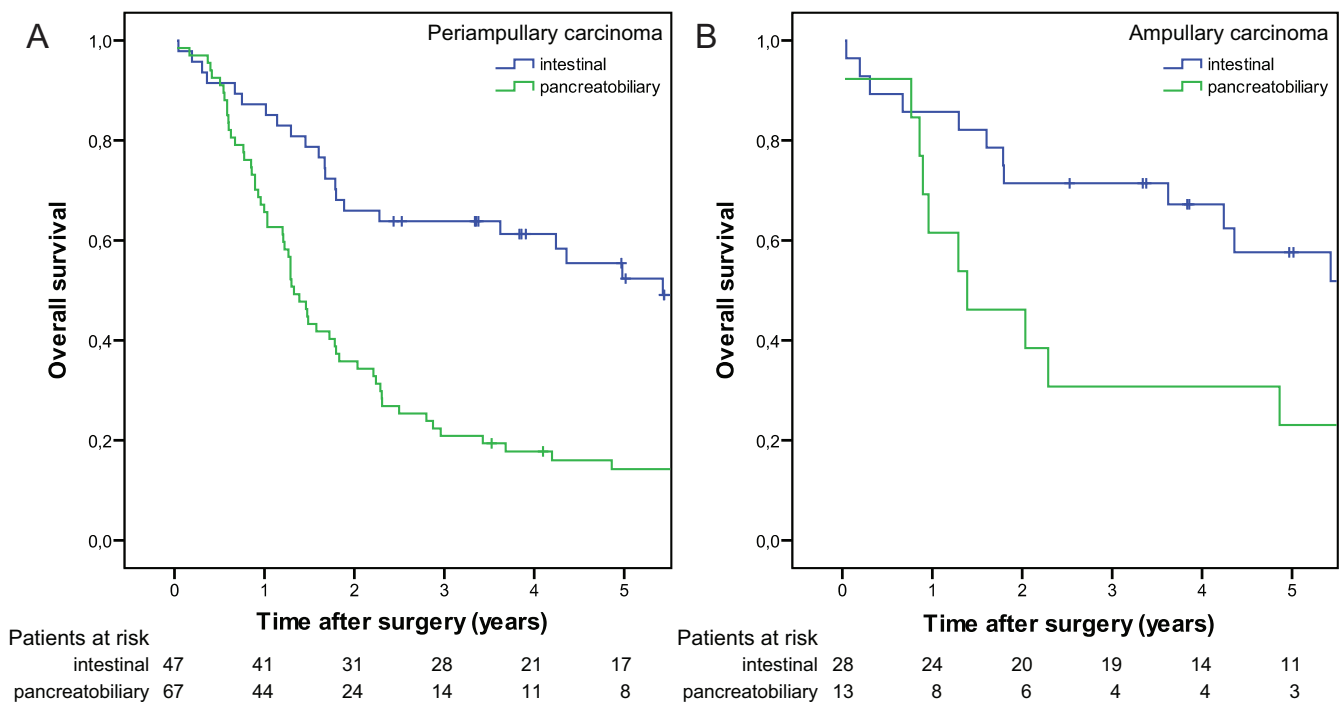 A
Periampullary carcinoma
intestinal
pancreatobiliary
1,0
0,8
0,6
0,4
0,2
0,0
Overall survival
0 1 2 3 4 5
Time after surgery (years)
Patients at risk
intestinal 47 41 31 28 21 17
pancreatobiliary 67 44 24 14 11 8
B
Ampullary carcinoma
intestinal
pancreatobiliary
1,0
0,8
0,6
0,4
0,2
0,0
Overall survival
0 1 2 3 4 5
Time after surgery (years)
Patients at risk
intestinal 28 24 20 19 14 11
pancreatobiliary 13 8 6 4 4 3